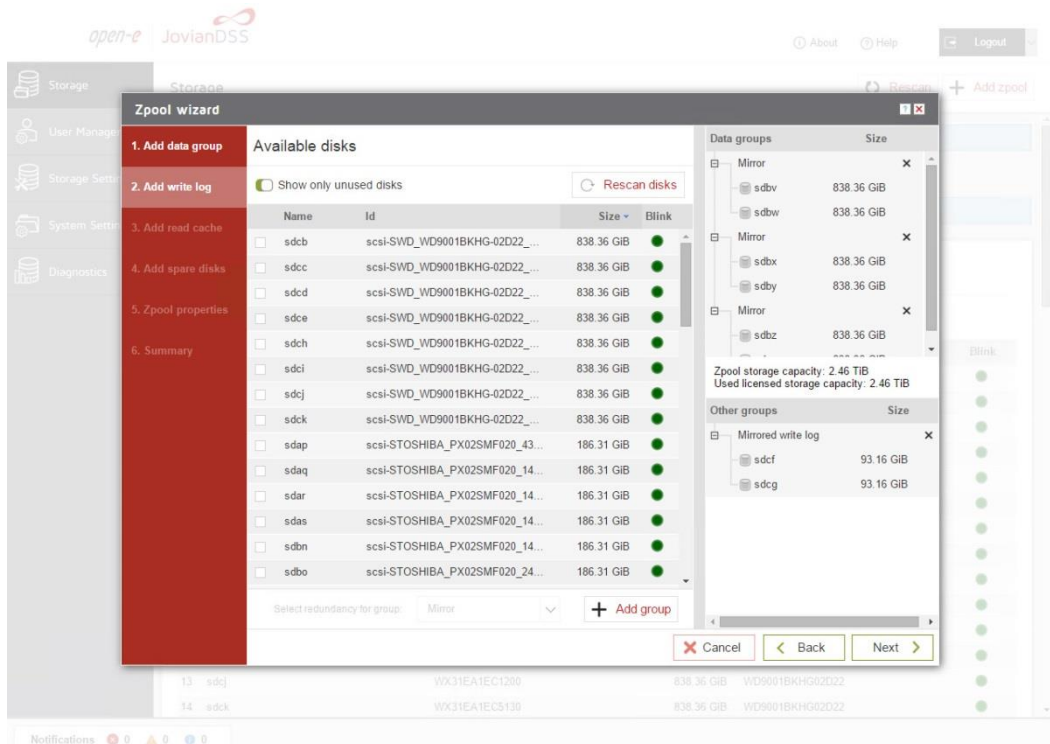 open-e JovianDSS
About Help Logout
Storage
User Manage
Storage Setti
System Settin
Diagnostics
Storage
Rescan
Add zpool
Zpool wizard
1. Add data group
2. Add write log
3. Add read cache
4. Add spare disks
5. Zpool properties
6. Summary
Available disks
Show only unused disks
Rescan disks
Name Id Size Blink
sdcb scsi-SWD_WD9001BKHG-02D22_... 838.36 GiB
sdcc scsi-SWD_WD9001BKHG-02D22_... 838.36 GiB
sdcd scsi-SWD_WD9001BKHG-02D22_... 838.36 GiB
sdce scsi-SWD_WD9001BKHG-02D22_... 838.36 GiB
sdch scsi-SWD_WD9001BKHG-02D22_... 838.36 GiB
sdci scsi-SWD_WD9001BKHG-02D22_... 838.36 GiB
sdcj scsi-SWD_WD9001BKHG-02D22_... 838.36 GiB
sdck scsi-SWD_WD9001BKHG-02D22_... 838.36 GiB
sdap scsi-STOSHIBA_PX02SMF020_43... 186.31 GiB
sdaq scsi-STOSHIBA_PX02SMF020_14... 186.31 GiB
sdar scsi-STOSHIBA_PX02SMF020_14... 186.31 GiB
sdas scsi-STOSHIBA_PX02SMF020_14... 186.31 GiB
sdbn scsi-STOSHIBA_PX02SMF020_14... 186.31 GiB
sdbo scsi-STOSHIBA_PX02SMF020_24... 186.31 GiB
Select redundancy for group: Mirror
Add group
Data groups Size
Mirror
sdbv 838.36 GiB
sdbw 838.36 GiB
Mirror
sdbx 838.36 GiB
sdby 838.36 GiB
Mirror
sdbz 838.36 GiB
Zpool storage capacity: 2.46 TiB
Used licensed storage capacity: 2.46 TiB
Other groups Size
Mirrored write log
sdcf 93.16 GiB
sdcg 93.16 GiB
Cancel Back Next
Blink
13 sdcj WX31EA1EC1200 838.36 GiB WD9001BKHG02D22
14 sdck WX31EA1EC5130 838.36 GiB WD9001BKHG02D22
Notifications 0 0 0